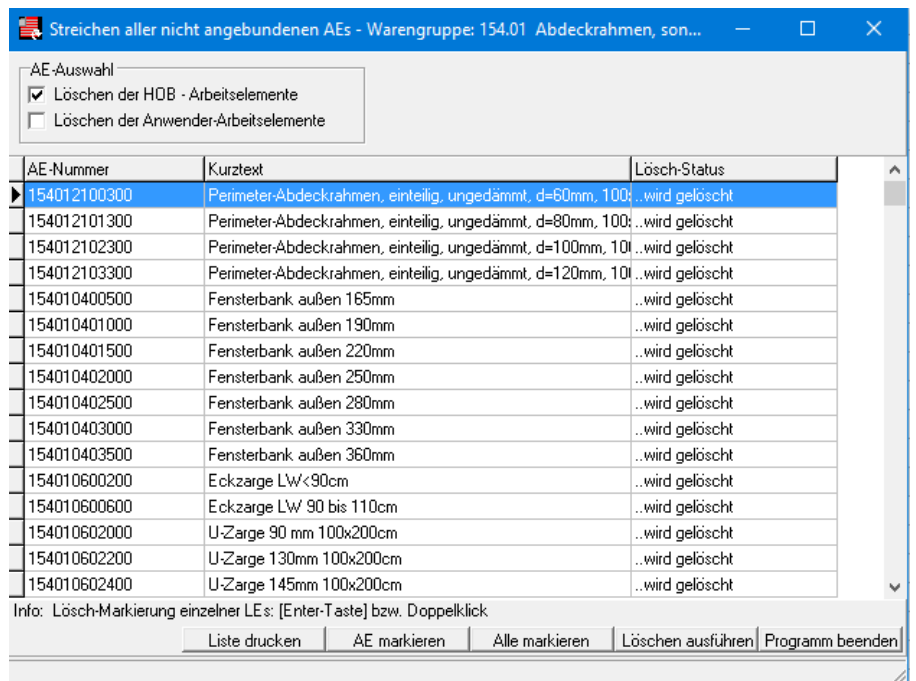 Streichen aller nicht angebundenen AEs - Warengruppe: 154.01 Abdeckrahmen, son...
AE-Auswahl
Löschen der HOB - Arbeitselemente
Löschen der Anwender-Arbeitselemente
AE-Nummer Kurztext Lösch-Status
154012100300 Perimeter-Abdeckrahmen, einteilig, ungedämmt, d=60mm, 100 ..wird gelöscht
154012101300 Perimeter-Abdeckrahmen, einteilig, ungedämmt, d=80mm, 100 ..wird gelöscht
154012102300 Perimeter-Abdeckrahmen, einteilig, ungedämmt, d=100mm, 10 ..wird gelöscht
154012103300 Perimeter-Abdeckrahmen, einteilig, ungedämmt, d=120mm, 10 ..wird gelöscht
154010400500 Fensterbank außen 165mm ..wird gelöscht
154010401000 Fensterbank außen 190mm ..wird gelöscht
154010401500 Fensterbank außen 220mm ..wird gelöscht
154010402000 Fensterbank außen 250mm ..wird gelöscht
154010402500 Fensterbank außen 280mm ..wird gelöscht
154010403000 Fensterbank außen 330mm ..wird gelöscht
154010403500 Fensterbank außen 360mm ..wird gelöscht
154010600200 Eckzarge LW<90cm ..wird gelöscht
154010600600 Eckzarge LW 90 bis 110cm ..wird gelöscht
154010602000 U-Zarge 90 mm 100x200cm ..wird gelöscht
154010602200 U-Zarge 130mm 100x200cm ..wird gelöscht
154010602400 U-Zarge 145mm 100x200cm ..wird gelöscht
Info: Lösch-Markierung einzelner LEs: [Enter-Taste] bzw. Doppelklick
Liste drucken AE markieren Alle markieren Löschen ausführen Programm beenden